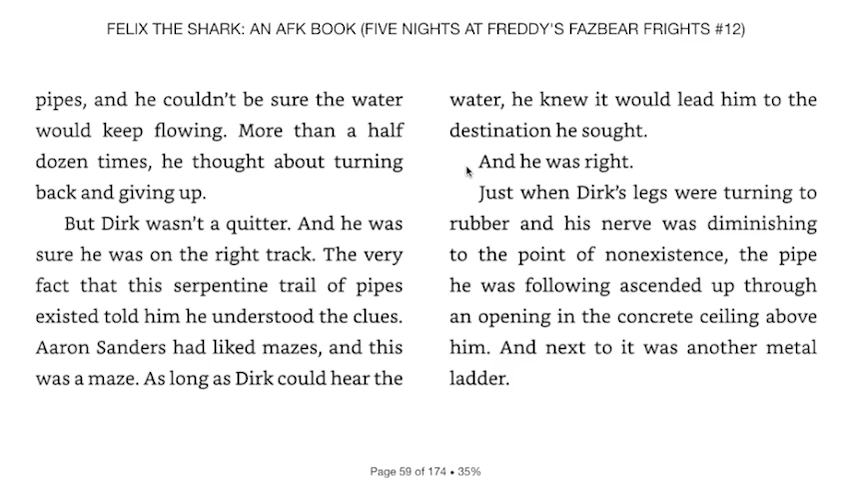 FELIX THE SHARK: AN AFK BOOK (FIVE NIGHTS AT FREDDY'S FAZBEAR FRIGHTS #12)
pipes, and he couldn't be sure the water
would keep flowing. More than a half
dozen times, he thought about turning
back and giving up.
But Dirk wasn't a quitter. And he was
sure he was on the right track. The very
fact that this serpentine trail of pipes
existed told him he understood the clues.
Aaron Sanders had liked mazes, and this
was a maze. As long as Dirk could hear the
water, he knew it would lead him to the
destination he sought.
And he was right.
Just when Dirk's legs were turning to
rubber and his nerve was diminishing
to the point of nonexistence, the pipe
he was following ascended up through
an opening in the concrete ceiling above
him. And next to it was another metal
ladder.
Page 59 of 174 • 35%